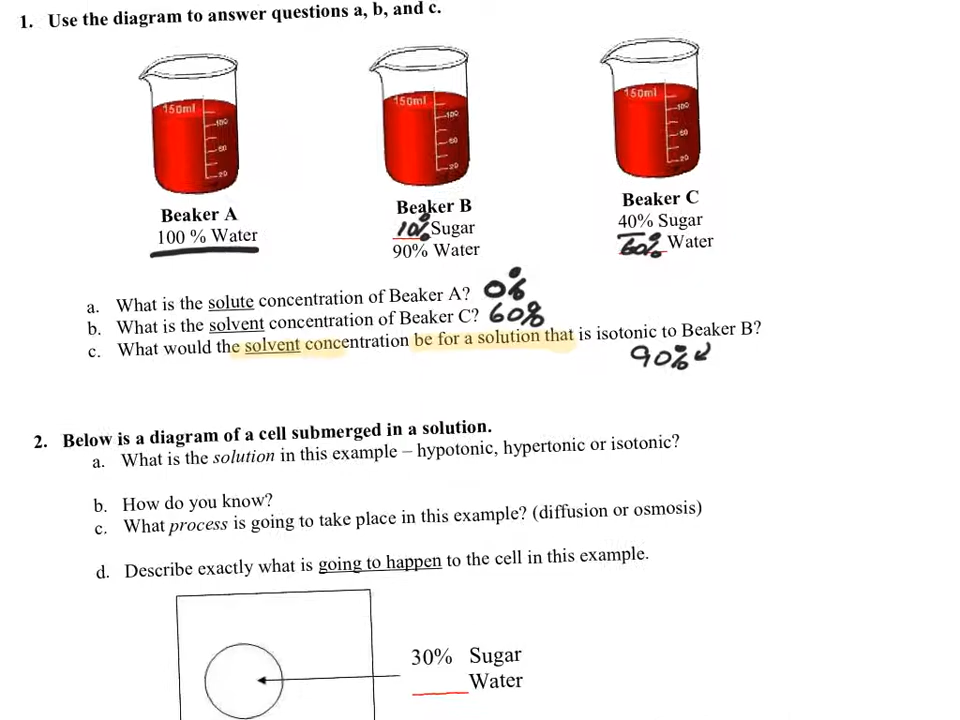 1. Use the diagram to answer questions a, b, and c.
150ml 150ml 150ml
100 100 100
60 60 60
20 20 20
Beaker A Beaker B Beaker C
100 % Water 10% Sugar 40% Sugar
90% Water 60% Water
a. What is the solute concentration of Beaker A? 0%
b. What is the solvent concentration of Beaker C? 60%
c. What would the solvent concentration be for a solution that is isotonic to Beaker B?
90%
2. Below is a diagram of a cell submerged in a solution.
a. What is the solution in this example – hypotonic, hypertonic or isotonic?
b. How do you know?
c. What process is going to take place in this example? (diffusion or osmosis)
d. Describe exactly what is going to happen to the cell in this example.
30% Sugar
Water